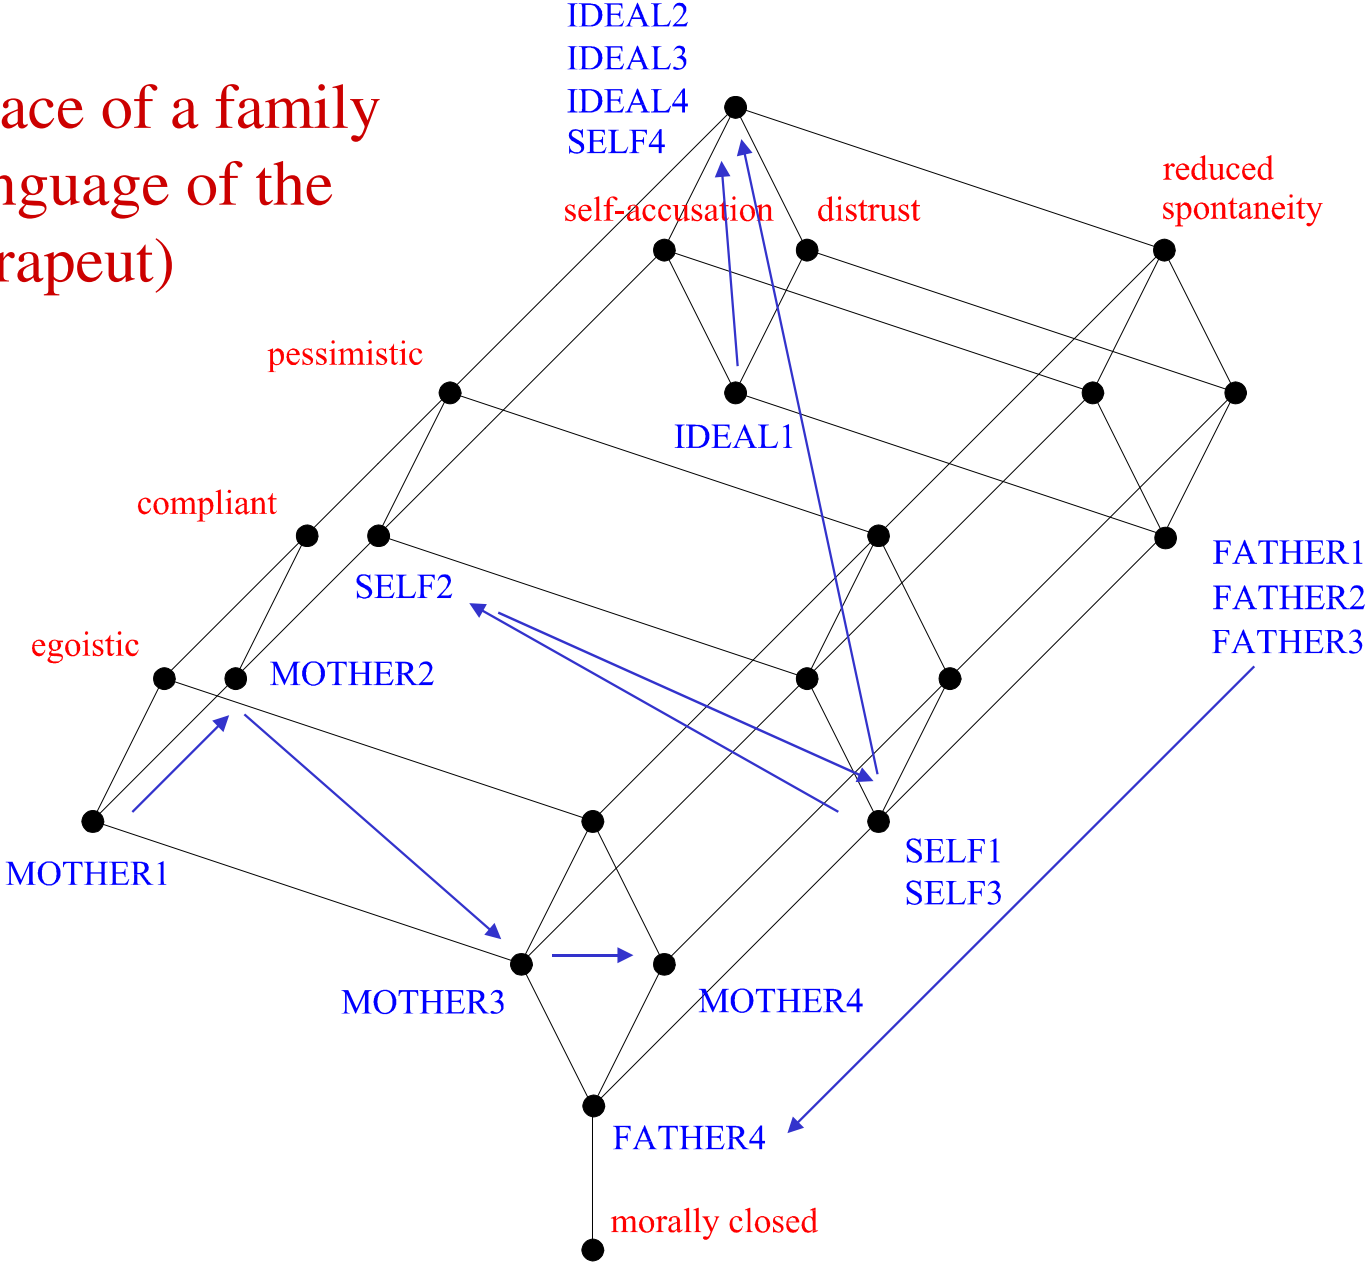 IDEAL2
IDEAL3
IDEAL4
SELF4
ace of a family
nguage of the
rapeut)
reduced
spontaneity
self-accusation
distrust
pessimistic
IDEAL1
compliant
SELF2
FATHER1
FATHER2
FATHER3
egoistic
MOTHER2
MOTHER1
SELF1
SELF3
MOTHER3
MOTHER4
FATHER4
morally closed